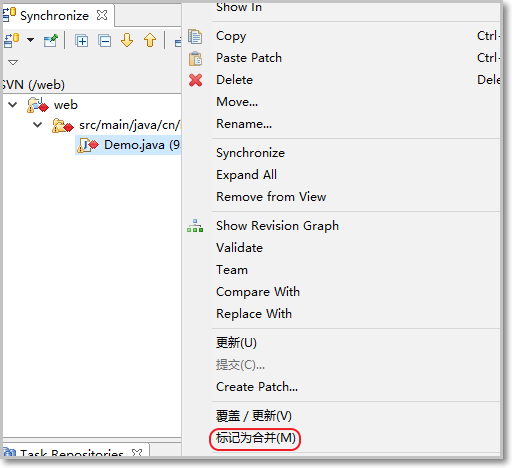 Synchronize
SVN (/web)
web
src/main/java/cn/
Demo.java (9
Task Repositories
Show In
Copy Ctrl-
Paste Patch Ctrl-
Delete Dele
Move...
Rename...
Synchronize
Expand All
Remove from View
Show Revision Graph
Validate
Team
Compare With
Replace With
更新(U)
提交(C)...
Create Patch...
覆盖 / 更新(V)
标记为合并(M)